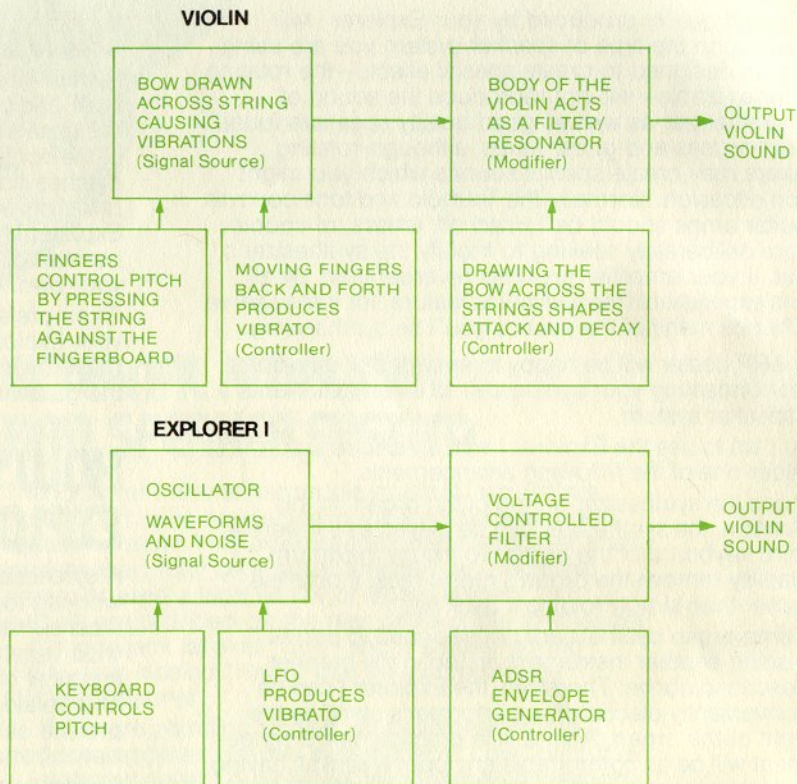 VIOLIN
BOW DRAWN
ACROSS STRING
CAUSING
VIBRATIONS
(Signal Source)
BODY OF THE
VIOLIN ACTS
AS A FILTER/
RESONATOR
(Modifier)
OUTPUT
VIOLIN
SOUND
FINGERS
CONTROL PITCH
BY PRESSING
THE STRING
AGAINST THE
FINGERBOARD
MOVING FINGERS
BACK AND FORTH
PRODUCES
VIBRATO
(Controller)
DRAWING THE
BOW ACROSS THE
STRINGS SHAPES
ATTACK AND DECAY
(Controller)
EXPLORER I
OSCILLATOR
WAVEFORMS
AND NOISE
(Signal Source)
VOLTAGE
CONTROLLED
FILTER
(Modifier)
OUTPUT
VIOLIN
SOUND
KEYBOARD
CONTROLS
PITCH
LFO
PRODUCES
VIBRATO
(Controller)
ADSR
ENVELOPE
GENERATOR
(Controller)